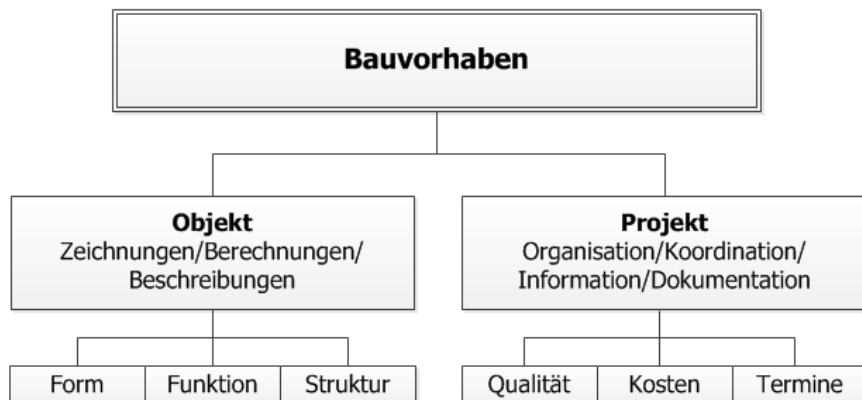 Bauvorhaben
Objekt
Zeichnungen/Berechnungen/
Beschreibungen
Projekt
Organisation/Koordination/
Information/Dokumentation
Form
Funktion
Struktur
Qualität
Kosten
Termine